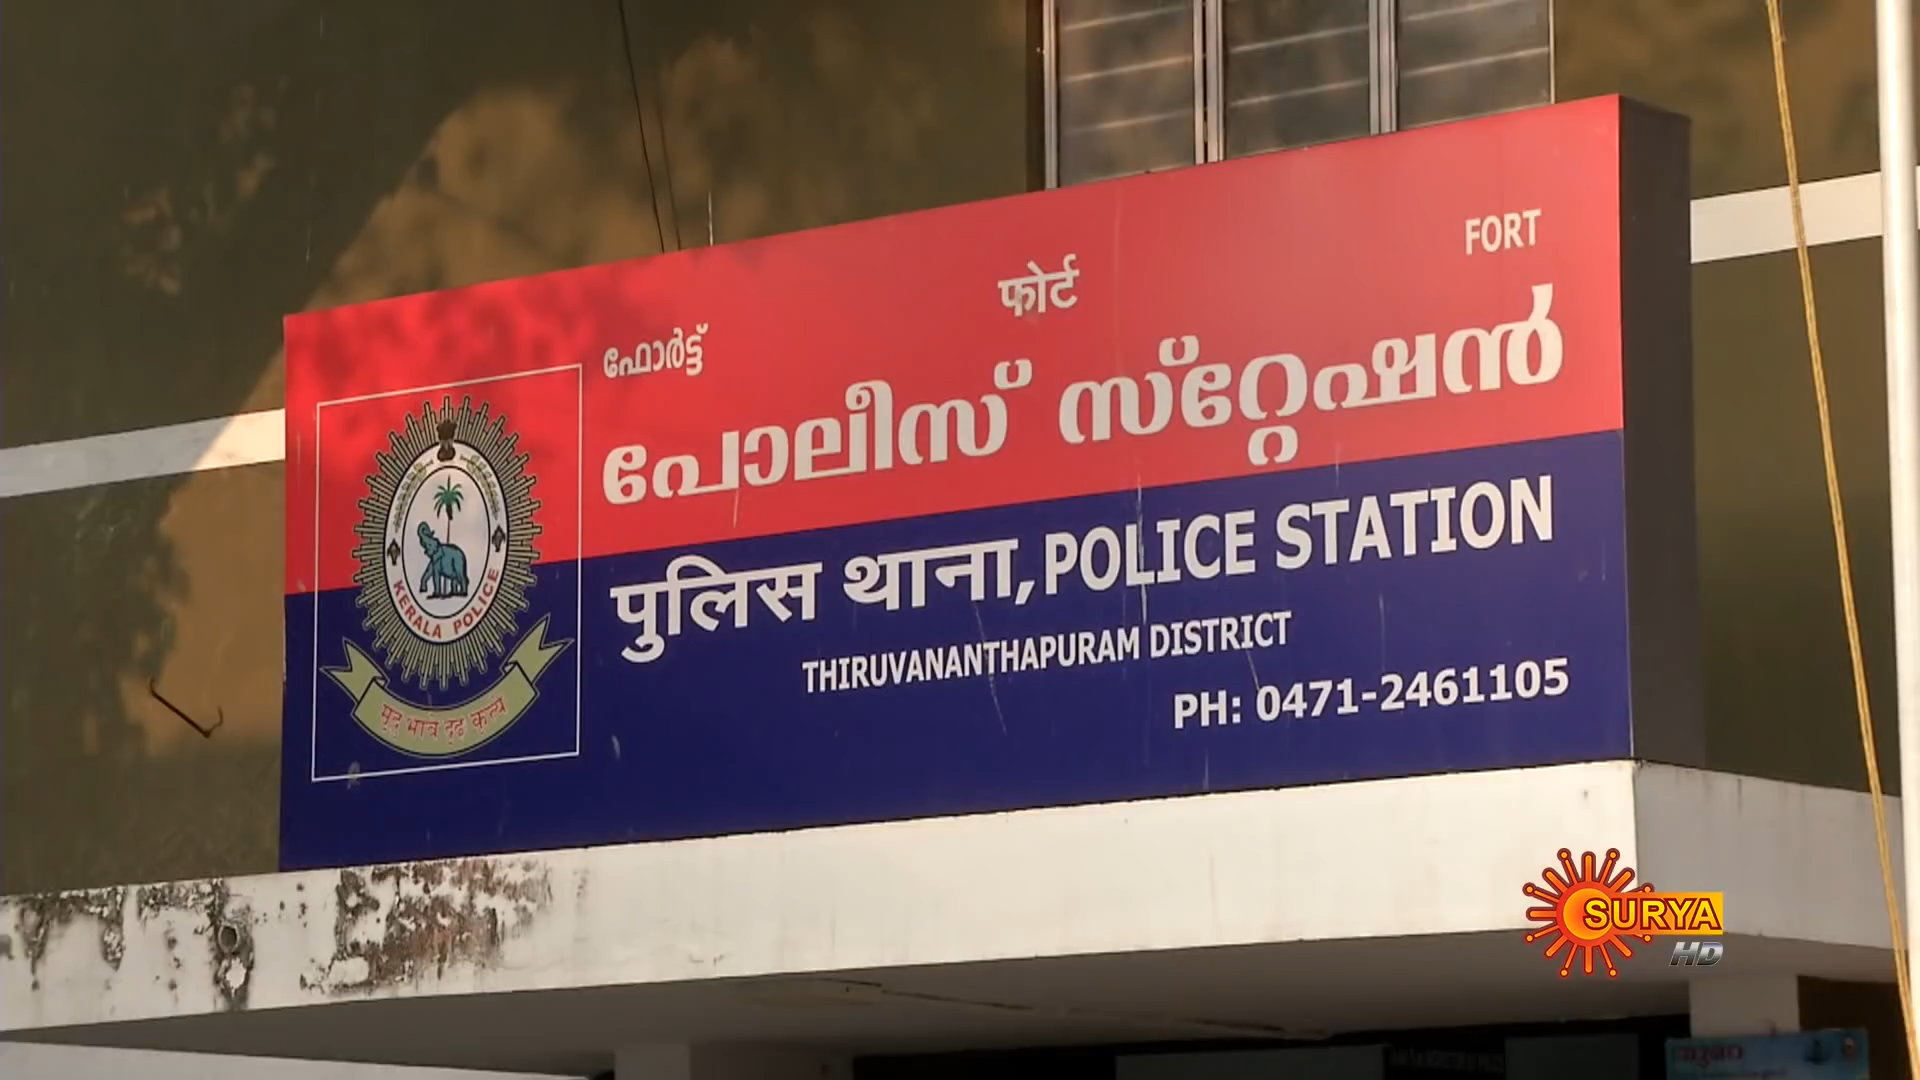 ഫോർട്ട്
फोर्ट
FORT
പോലീസ് സ്റ്റേഷൻ
पुलिस थाना, POLICE STATION
THIRUVANANTHAPURAM DISTRICT
PH: 0471-2461105
KERALA POLICE
मृदु भावे दृढ कृत्ये
SURYA
HD